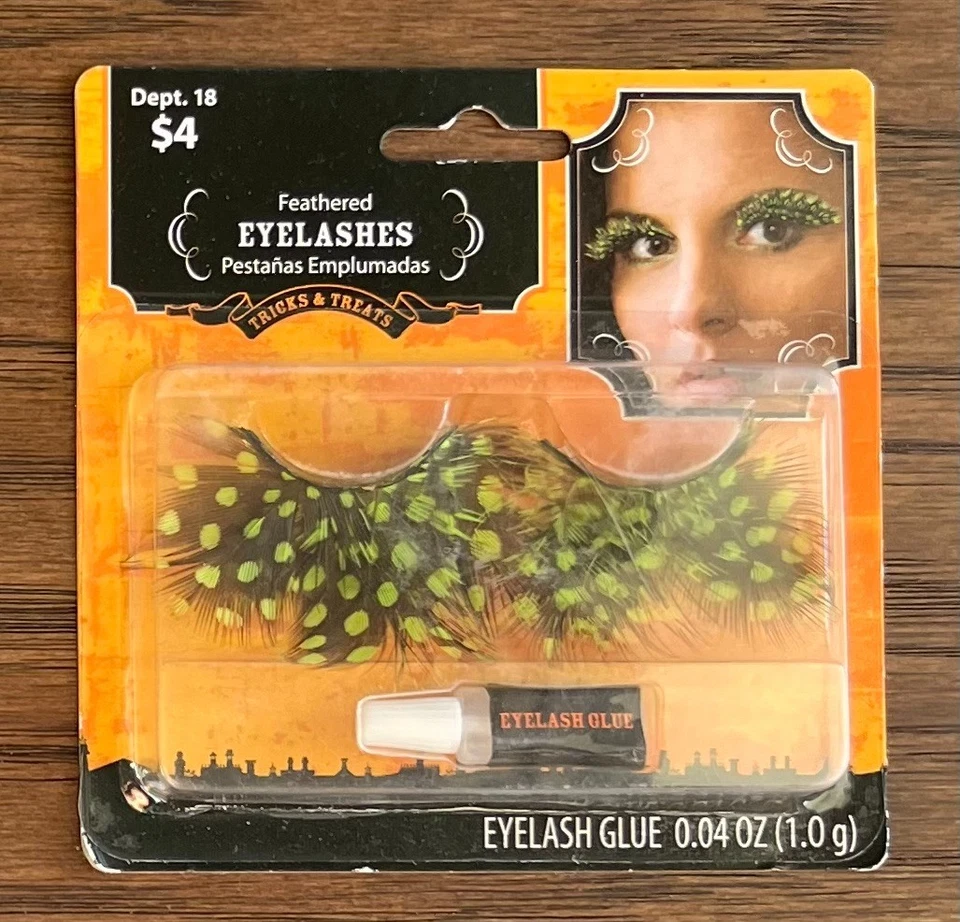 Dept. 18
$4
Feathered
EYELASHES
Pestañas Emplumadas
TRICKS & TREATS
EYELASH GLUE
EYELASH GLUE 0.04 OZ (1.0 g)